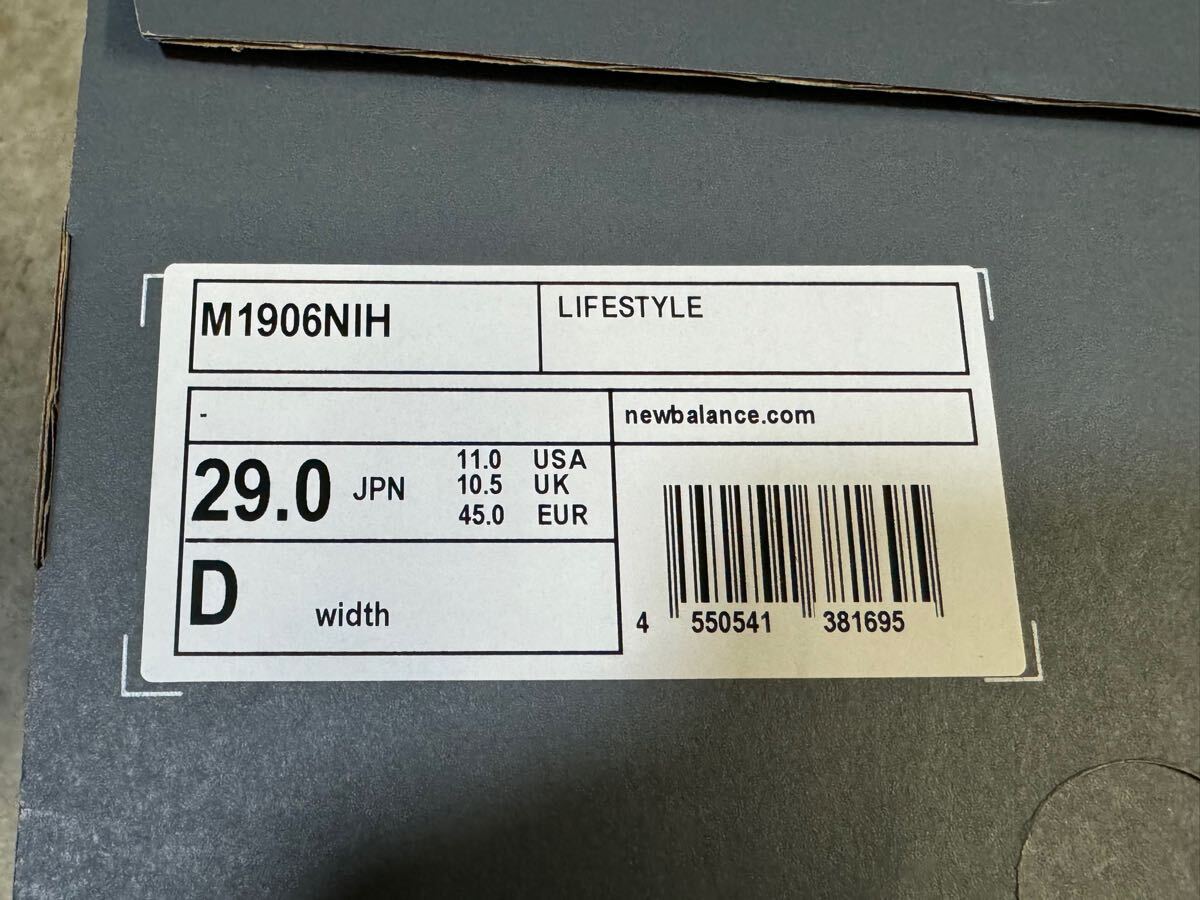 M1906NIH
LIFESTYLE
-
newbalance.com
29.0 JPN
11.0 USA
10.5 UK
45.0 EUR
D width
4 550541 381695